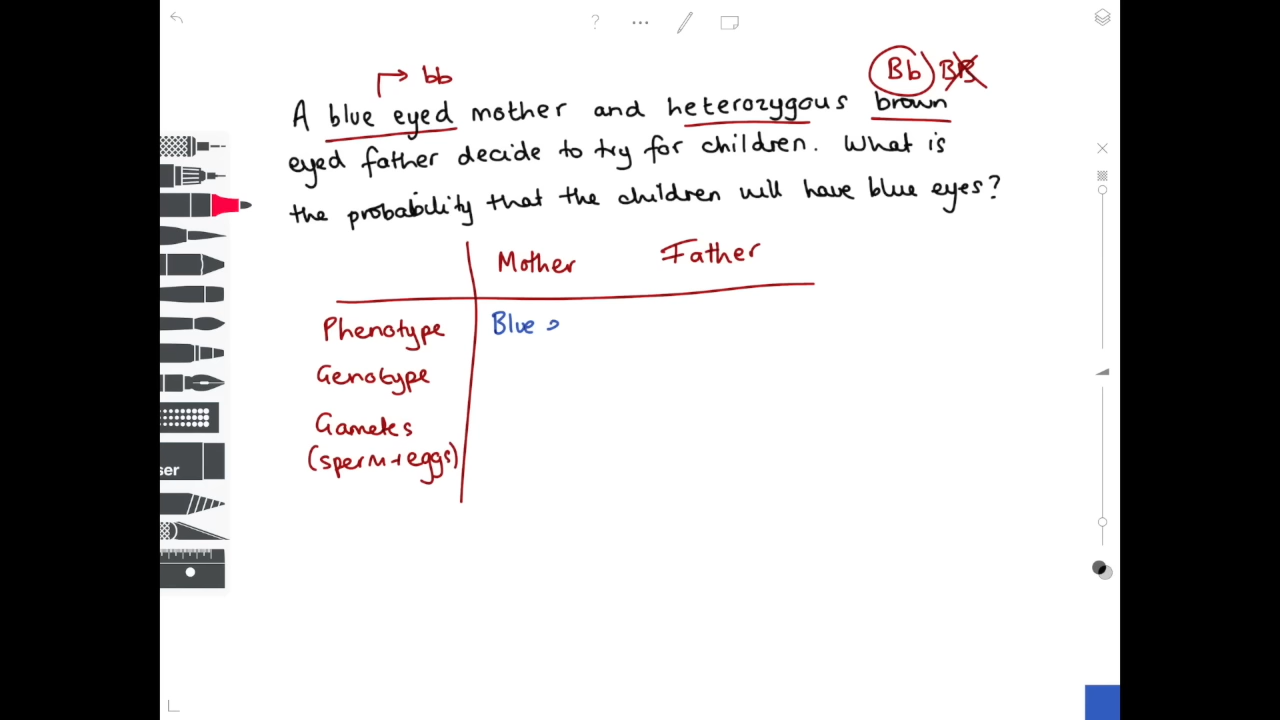 ?
bb
Bb BB
A blue eyed mother and heterozygous brown
eyed father decide to try for children. What is
the probability that the children will have blue eyes?
Mother Father
Phenotype Blue
Genotype
Gametes
(sperm+eggs)
ser